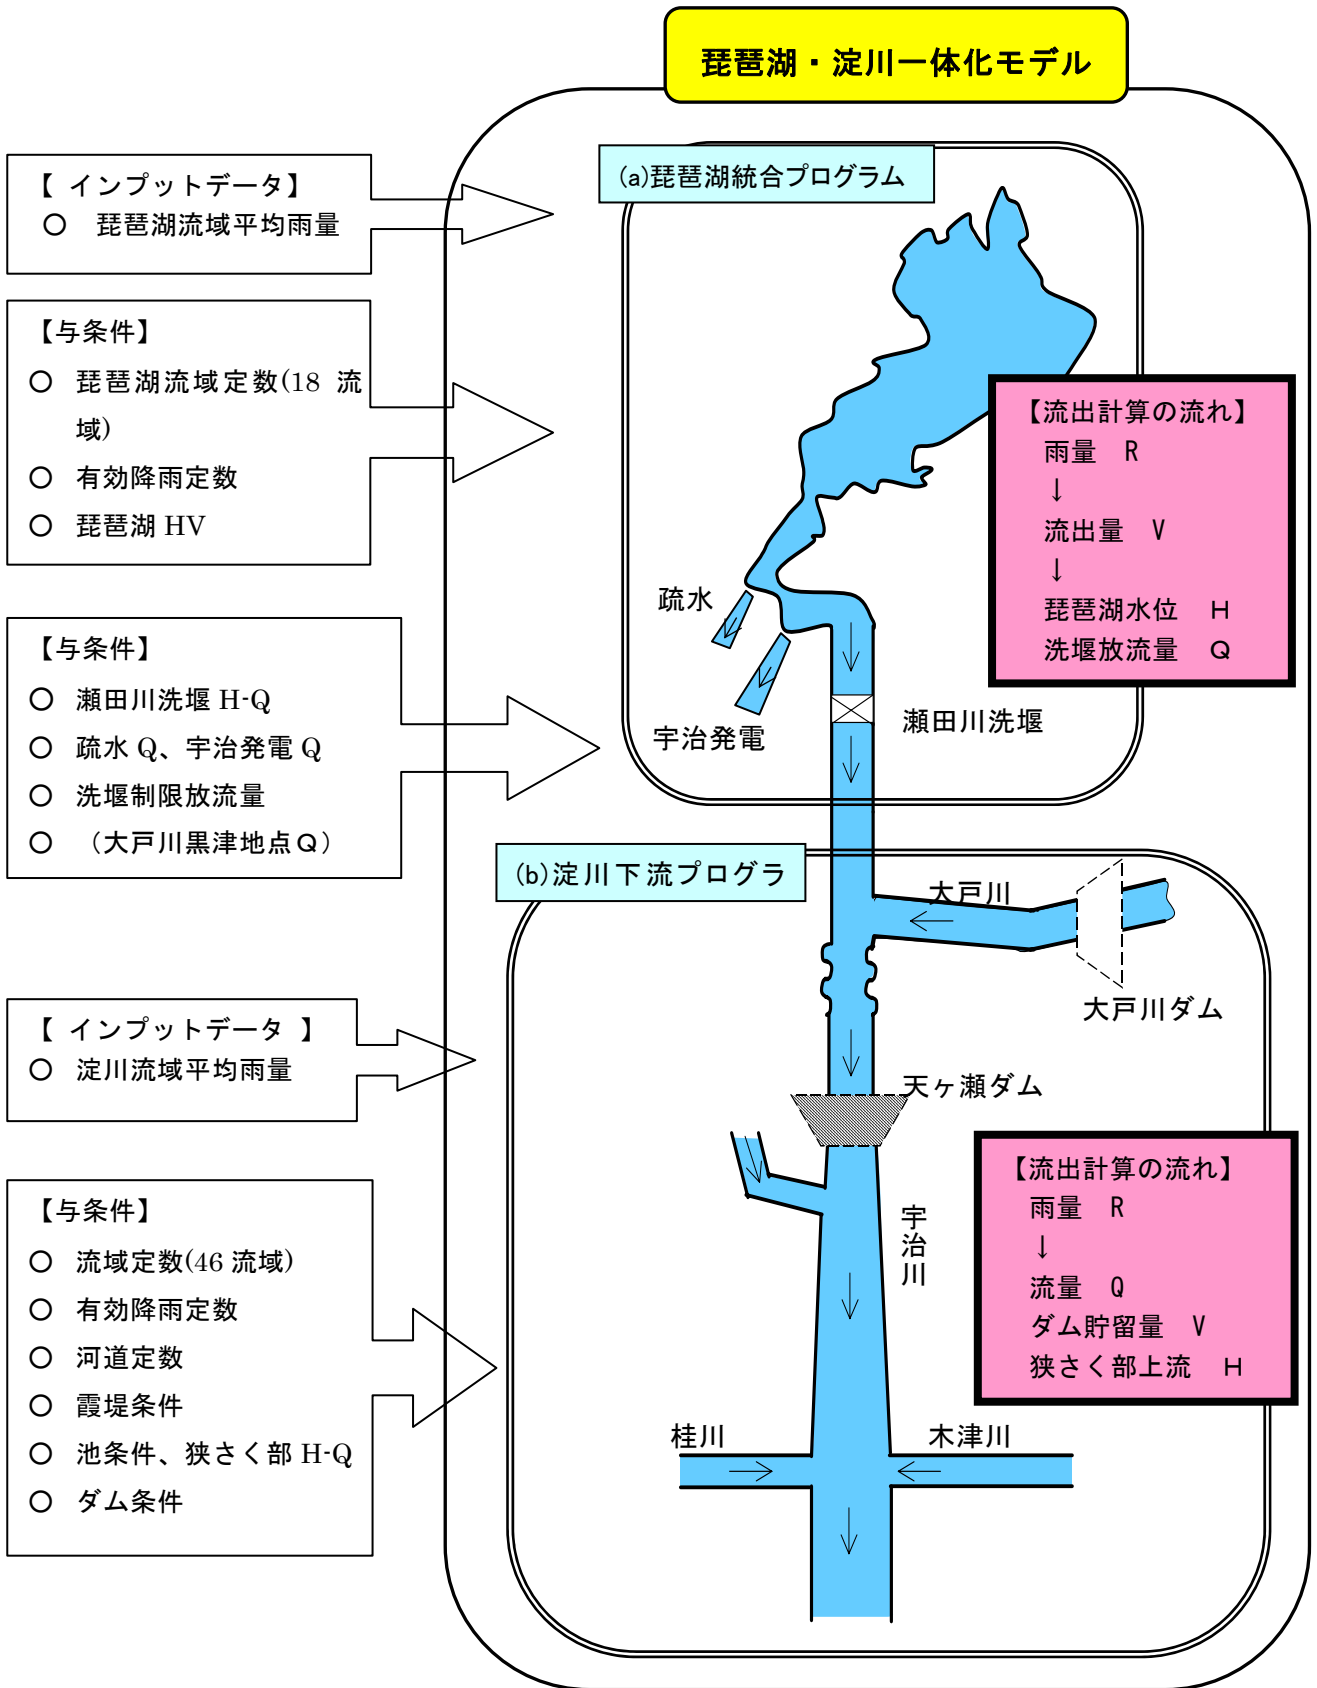 琵琶湖・淀川一体化モデル
【 インプットデータ】
○ 琵琶湖流域平均雨量
【与条件】
○ 琵琶湖流域定数(18 流
域)
○ 有効降雨定数
○ 琵琶湖 HV
【与条件】
○ 瀬田川洗堰 H-Q
○ 疏水 Q、宇治発電 Q
○ 洗堰制限放流量
○ （大戸川黒津地点Ｑ）
【 インプットデータ 】
○ 淀川流域平均雨量
【与条件】
○ 流域定数(46 流域)
○ 有効降雨定数
○ 河道定数
○ 霞堤条件
○ 池条件、狭さく部 H-Q
○ ダム条件
(a)琵琶湖統合プログラム
【流出計算の流れ】
雨量 R
↓
流出量 V
↓
琵琶湖水位 H
洗堰放流量 Q
疏水
宇治発電
瀬田川洗堰
(b)淀川下流プログラ
大戸川
大戸川ダム
天ヶ瀬ダム
【流出計算の流れ】
雨量 R
↓
流量 Q
ダム貯留量 V
狭さく部上流 H
宇治川
桂川
木津川